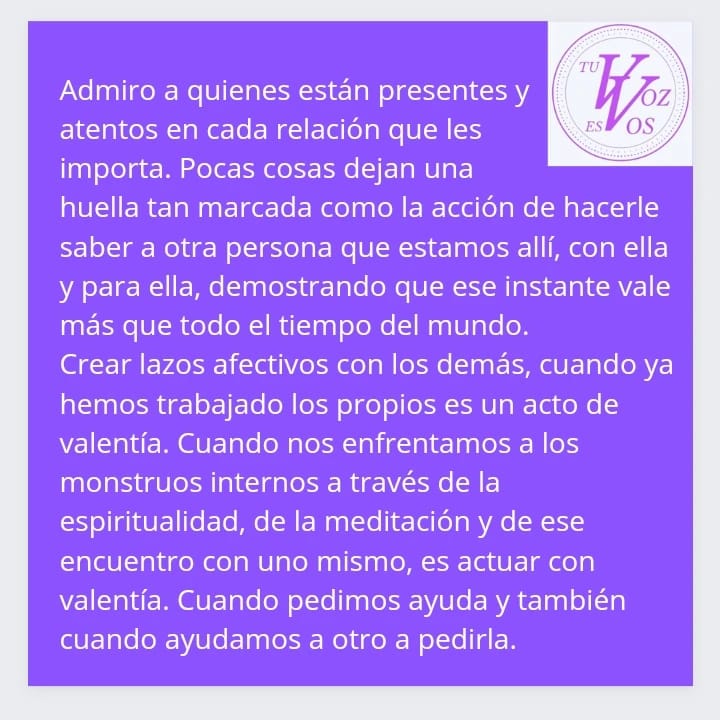 TU VOZ
ES VOS
Admiro a quienes están presentes y
atentos en cada relación que les
importa. Pocas cosas dejan una
huella tan marcada como la acción de hacerle
saber a otra persona que estamos allí, con ella
y para ella, demostrando que ese instante vale
más que todo el tiempo del mundo.
Crear lazos afectivos con los demás, cuando ya
hemos trabajado los propios es un acto de
valentía. Cuando nos enfrentamos a los
monstruos internos a través de la
espiritualidad, de la meditación y de ese
encuentro con uno mismo, es actuar con
valentía. Cuando pedimos ayuda y también
cuando ayudamos a otro a pedirla.